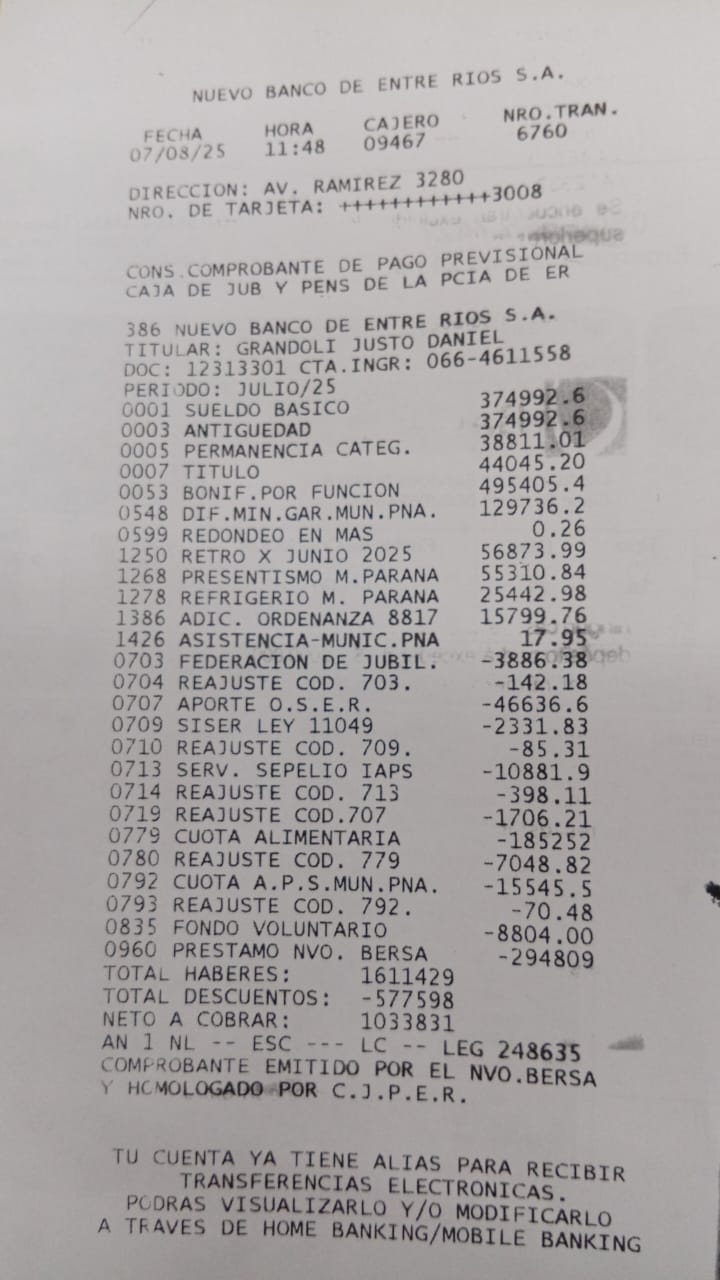 NUEVO BANCO DE ENTRE RIOS S.A.
FECHA HORA CAJERO NRO.TRAN.
07/08/25 11:48 09467 6760
DIRECCION: AV. RAMIREZ 3280
NRO. DE TARJETA: ++++++++++++3008
CONS.COMPROBANTE DE PAGO PREVISIONAL
CAJA DE JUB Y PENS DE LA PCIA DE ER
386 NUEVO BANCO DE ENTRE RIOS S.A.
TITULAR: GRANDOLI JUSTO DANIEL
DOC: 12313301 CTA.INGR: 066-4611558
PERIODO: JULIO/25
0001 SUELDO BASICO 374992.6
0003 ANTIGUEDAD 374992.6
0005 PERMANENCIA CATEG. 38811.01
0007 TITULO 44045.20
0053 BONIF.POR FUNCION 495405.4
0548 DIF.MIN.GAR.MUN.PNA. 129736.2
0599 REDONDEO EN MAS 0.26
1250 RETRO X JUNIO 2025 56873.99
1268 PRESENTISMO M.PARANA 55310.84
1278 REFRIGERIO M. PARANA 25442.98
1386 ADIC. ORDENANZA 8817 15799.76
1426 ASISTENCIA-MUNIC.PNA 17.95
0703 FEDERACION DE JUBIL. -3886.38
0704 REAJUSTE COD. 703. -142.18
0707 APORTE O.S.E.R. -46636.6
0709 SISER LEY 11049 -2331.83
0710 REAJUSTE COD. 709. -85.31
0713 SERV. SEPELIO IAPS -10881.9
0714 REAJUSTE COD. 713 -398.11
0719 REAJUSTE COD.707 -1706.21
0779 CUOTA ALIMENTARIA -185252
0780 REAJUSTE COD. 779 -7048.82
0792 CUOTA A.P.S.MUN.PNA. -15545.5
0793 REAJUSTE COD. 792. -70.48
0835 FONDO VOLUNTARIO -8804.00
0960 PRESTAMO NVO. BERSA -294809
TOTAL HABERES: 1611429
TOTAL DESCUENTOS: -577598
NETO A COBRAR: 1033831
AN 1 NL -- ESC --- LC -- LEG 248635
COMPROBANTE EMITIDO POR EL NVO.BERSA
Y HOMOLOGADO POR C.J.P.E.R.
TU CUENTA YA TIENE ALIAS PARA RECIBIR
TRANSFERENCIAS ELECTRONICAS.
PODRAS VISUALIZARLO Y/O MODIFICARLO
A TRAVES DE HOME BANKING/MOBILE BANKING